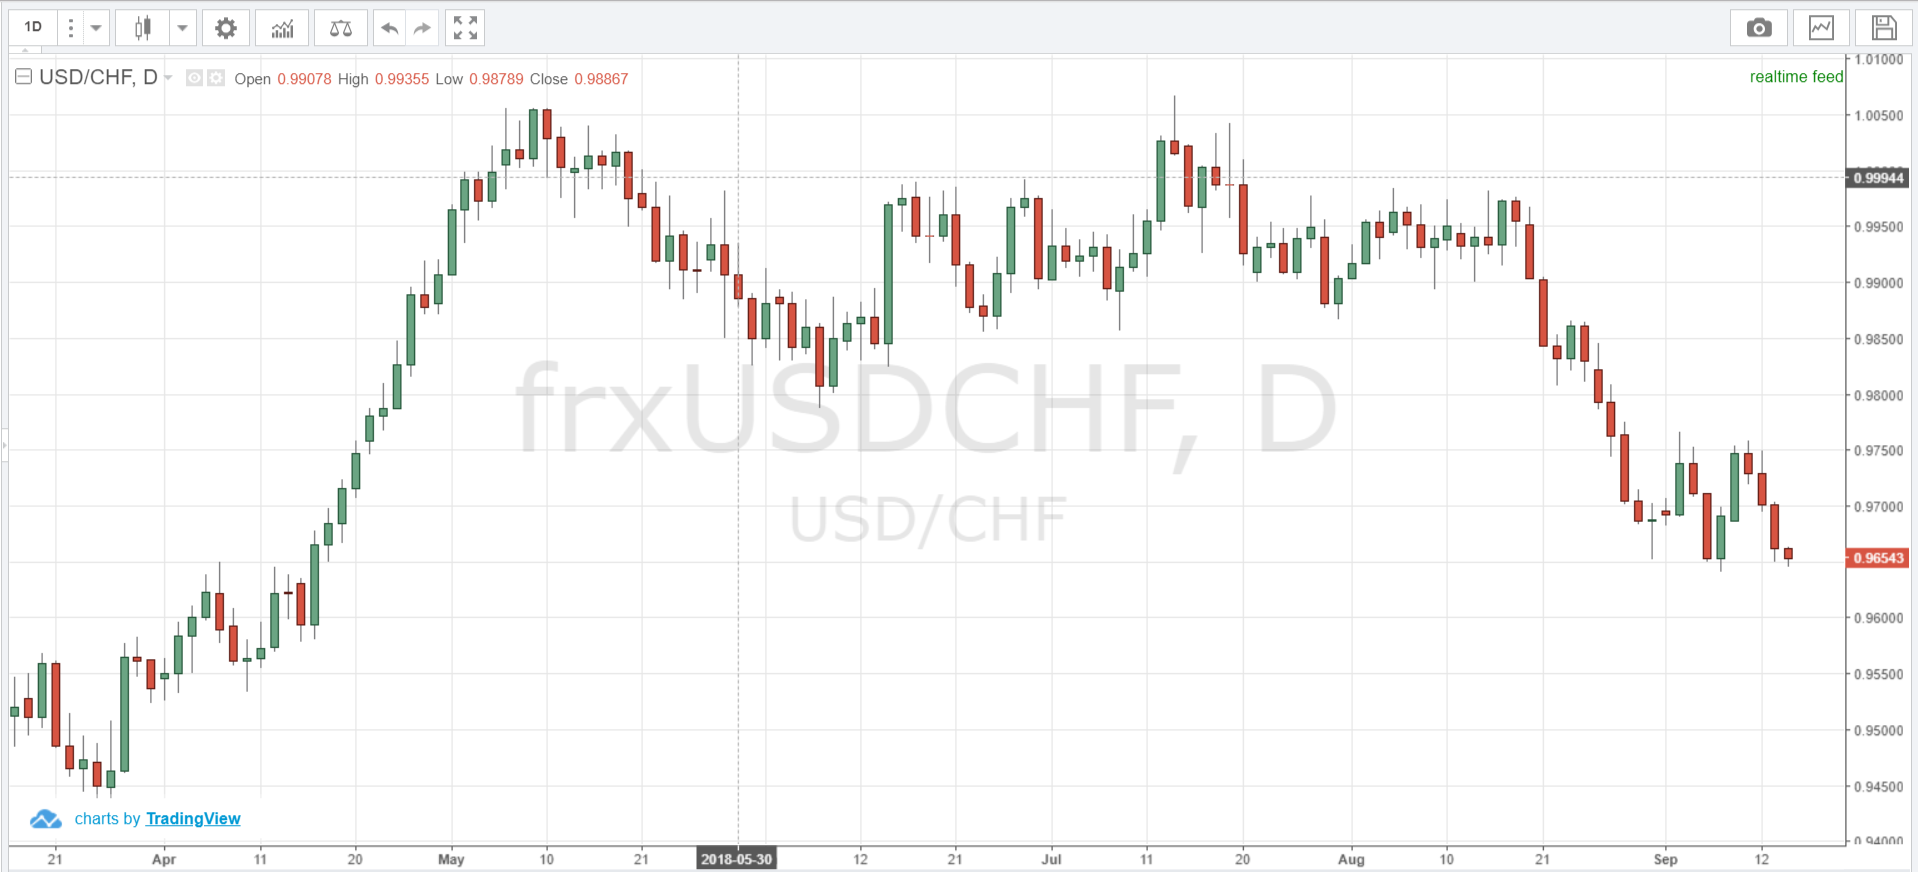 1D
USD/CHF, D Open 0.99078 High 0.99355 Low 0.98789 Close 0.98867
realtime feed
1.01000
1.00500
0.99944
0.99500
0.99000
0.98500
0.98000
0.97500
0.97000
0.96543
0.96000
0.95500
0.95000
0.94500
0.94000
frxUSDCHF, D
USD/CHF
charts by TradingView
21 Apr 11 20 May 10 21 2018-05-30 12 21 Jul 11 20 Aug 10 21 Sep 12